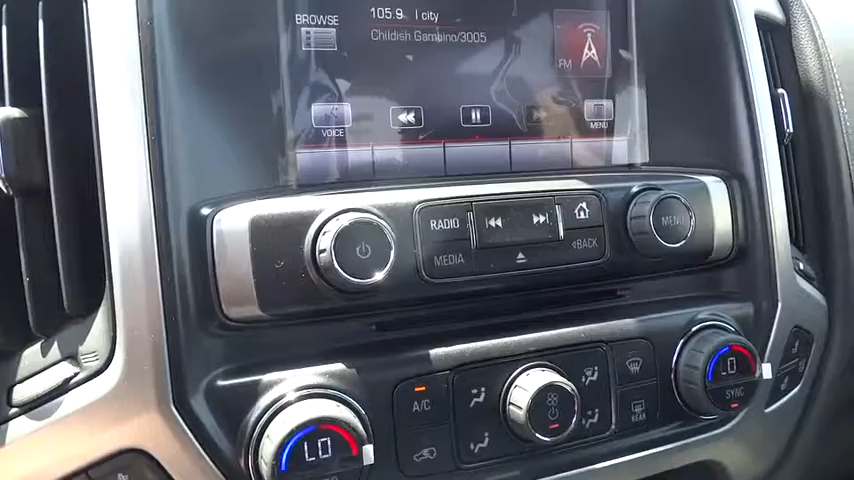 BROWSE
105.9 I city
Childish Gambino/3005
FM
VOICE
MENU
RADIO
MEDIA
BACK
MENU
A/C
REAR
LO
LO
SYNC